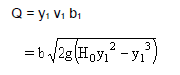 Q = y₁ v₁ b₁
= b √(2g(H₀y₁² − y₁³))